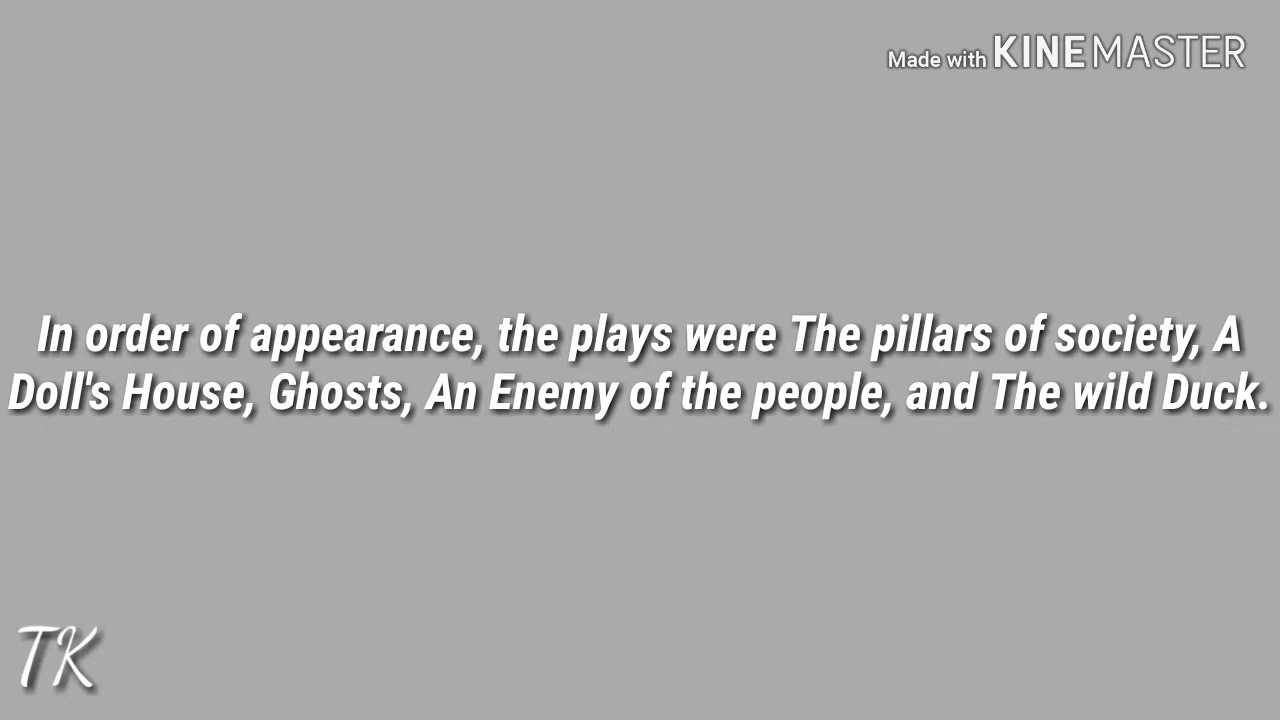 Made with KINEMASTER
In order of appearance, the plays were The pillars of society, A
Doll's House, Ghosts, An Enemy of the people, and The wild Duck.
TK